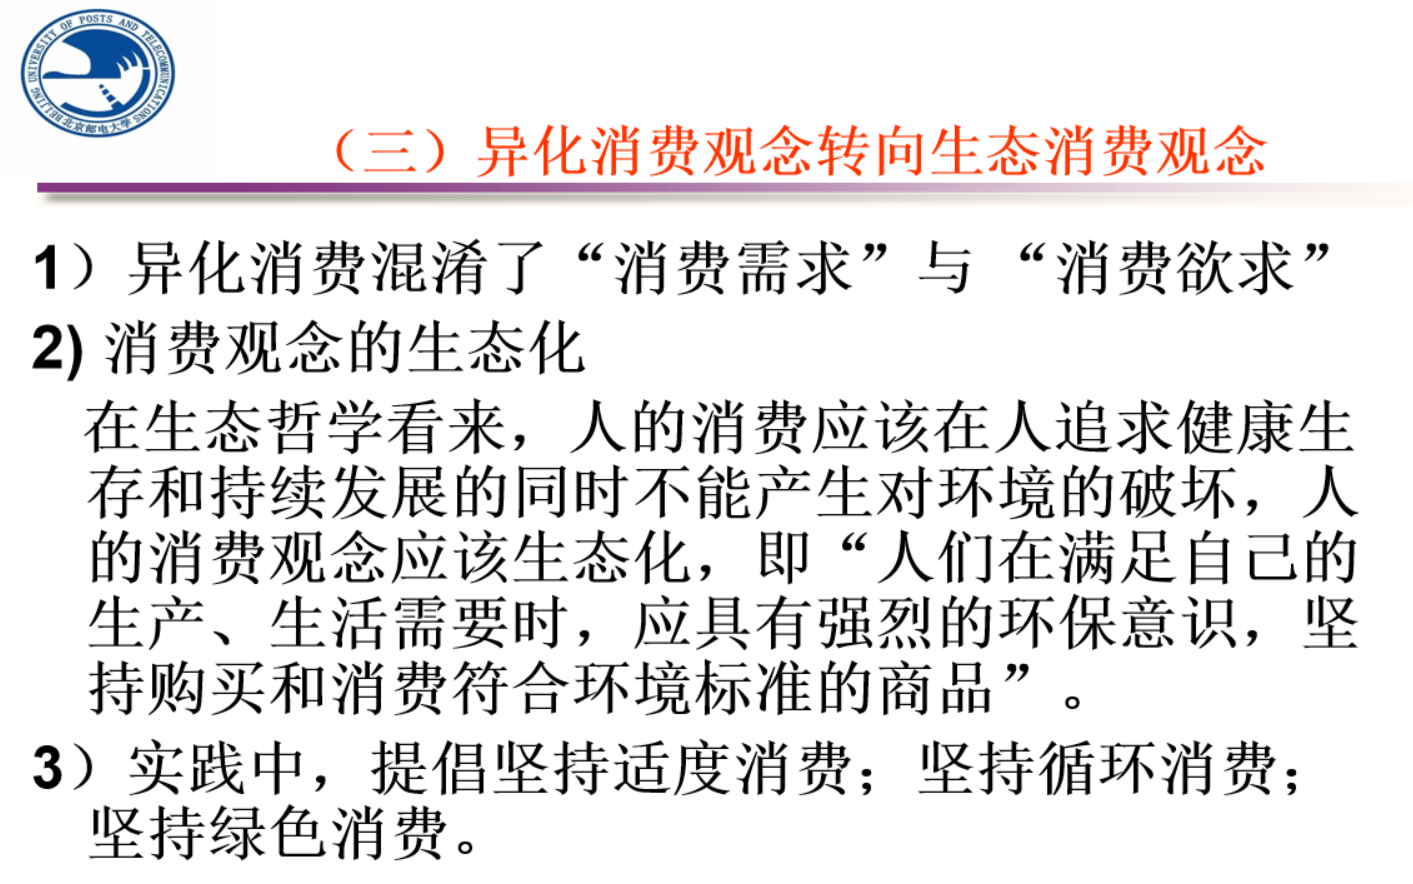 BEIJING UNIVERSITY OF POSTS AND TELECOMMUNICATIONS
北京邮电大学
（三）异化消费观念转向生态消费观念
1）异化消费混淆了“消费需求”与 “消费欲求”
2) 消费观念的生态化
在生态哲学看来，人的消费应该在人追求健康生
存和持续发展的同时不能产生对环境的破坏，人
的消费观念应该生态化，即“人们在满足自己的
生产、生活需要时，应具有强烈的环保意识，坚
持购买和消费符合环境标准的商品”。
3）实践中，提倡坚持适度消费；坚持循环消费；
坚持绿色消费。